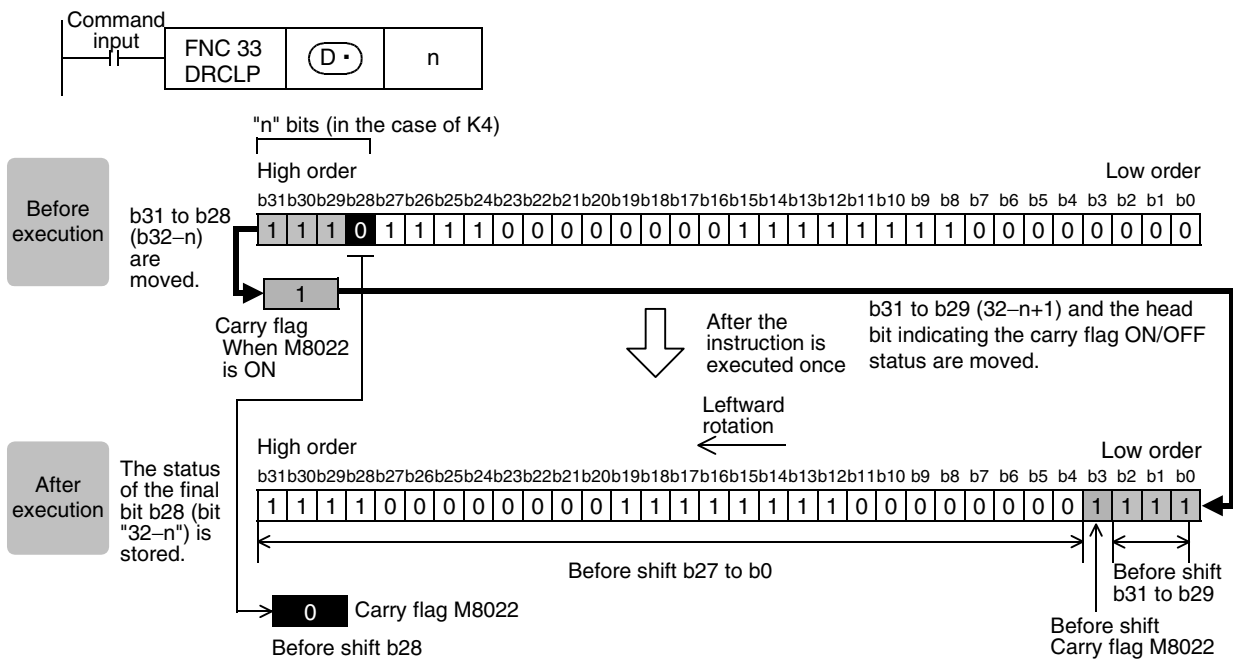 Command
input
FNC 33
DRCLP
D·
n
"n" bits (in the case of K4)
High order
Low order
b31b30b29b28b27b26b25b24b23b22b21b20b19b18b17b16b15b14b13b12b11b10 b9 b8 b7 b6 b5 b4 b3 b2 b1 b0
Before
execution
b31 to b28
(b32−n)
are
moved.
1 1 1 0 1 1 1 1 0 0 0 0 0 0 0 0 1 1 1 1 1 1 1 1 0 0 0 0 0 0 0 0
1
Carry flag
When M8022
is ON
After the
instruction is
executed once
b31 to b29 (32−n+1) and the head
bit indicating the carry flag ON/OFF
status are moved.
Leftward
rotation
High order
Low order
b31b30b29b28b27b26b25b24b23b22b21b20b19b18b17b16b15b14b13b12b11b10 b9 b8 b7 b6 b5 b4 b3 b2 b1 b0
After
execution
The status
of the final
bit b28 (bit
"32−n") is
stored.
1 1 1 1 0 0 0 0 0 0 0 0 1 1 1 1 1 1 1 1 0 0 0 0 0 0 0 0 1 1 1 1
Before shift b27 to b0
Before shift
b31 to b29
0
Carry flag M8022
Before shift b28
Before shift
Carry flag M8022